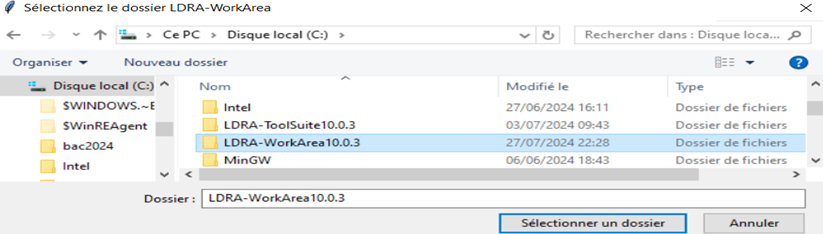 Sélectionnez le dossier LDRA-WorkArea
Ce PC > Disque local (C:) >
Rechercher dans : Disque loca...
Organiser
Nouveau dossier
Disque local (C:)
$WINDOWS.~E
$WinREAgent
bac2024
Intel
Nom Modifié le Type
Intel 27/06/2024 16:11 Dossier de fichiers
LDRA-ToolSuite10.0.3 03/07/2024 09:43 Dossier de fichiers
LDRA-WorkArea10.0.3 27/07/2024 22:28 Dossier de fichiers
MinGW 06/06/2024 18:43 Dossier de fichiers
Dossier : LDRA-WorkArea10.0.3
Sélectionner un dossier Annuler